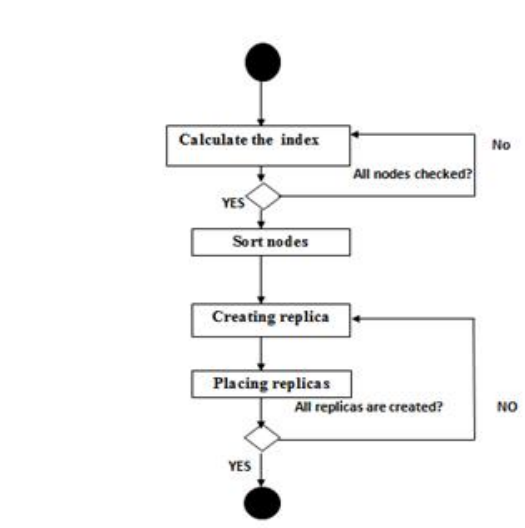 Calculate the index
No
All nodes checked?
YES
Sort nodes
Creating replica
Placing replicas
All replicas are created?
NO
YES